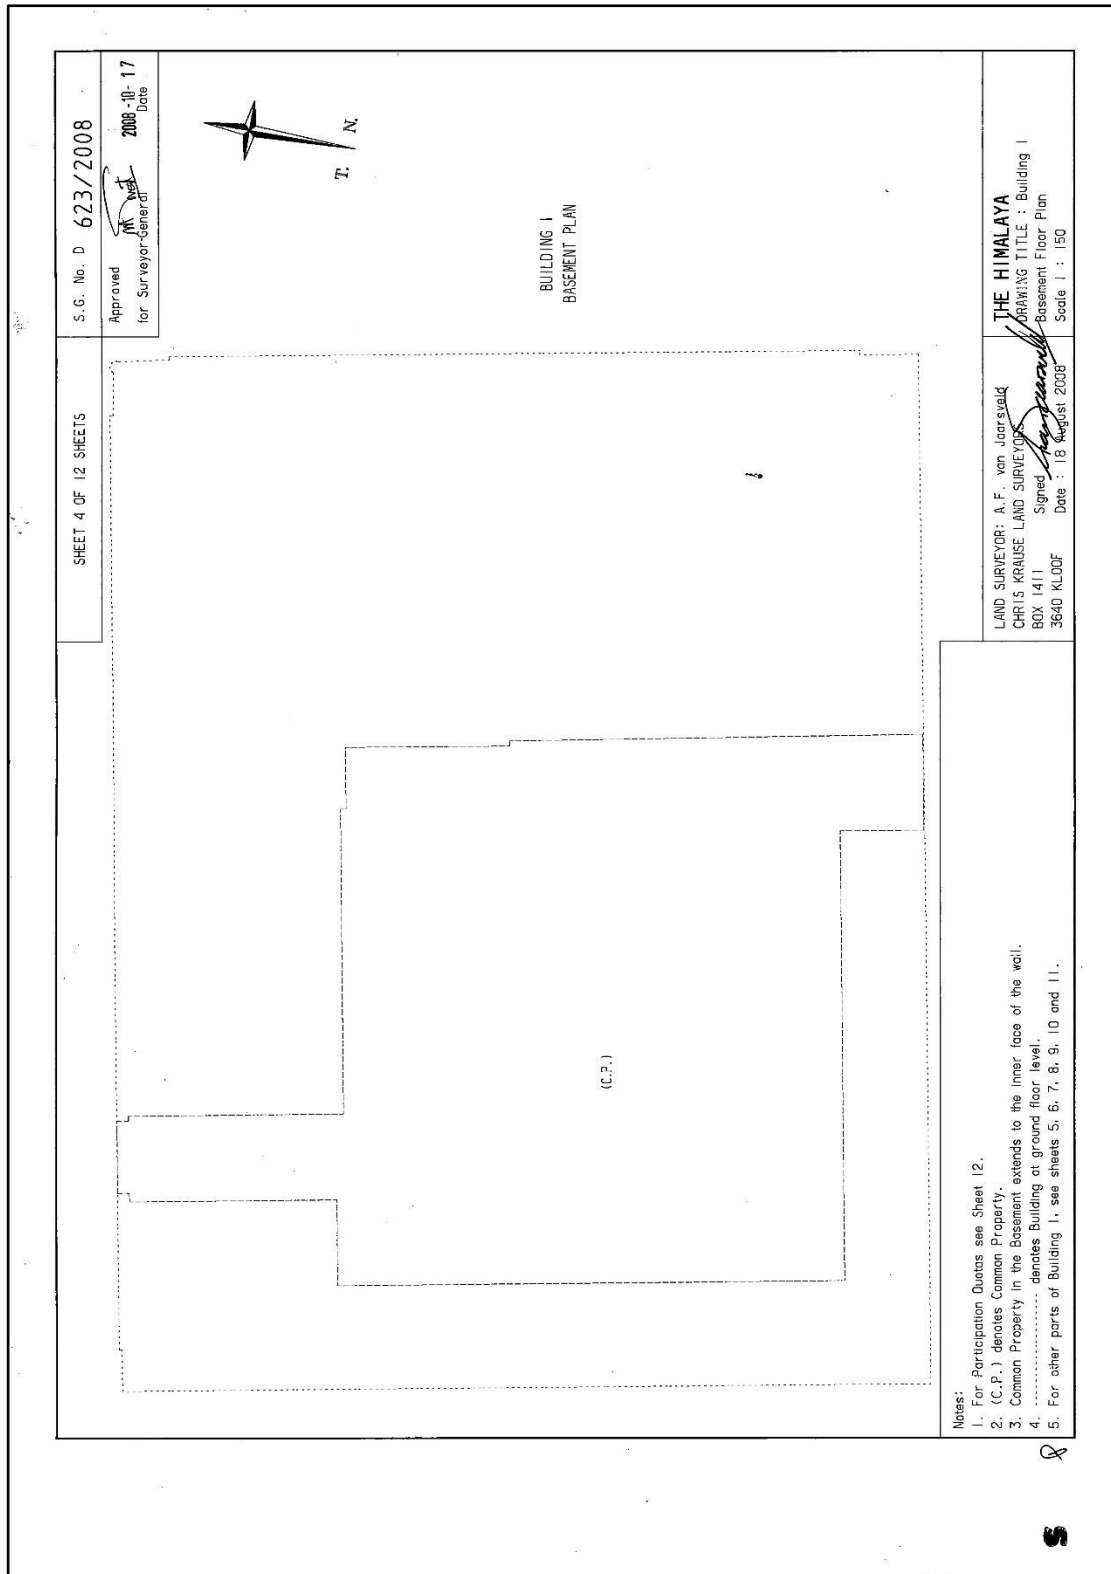 SHEET 4 OF 12 SHEETS
S.G. No. D 623/2008
Approved
for Surveyor-General
2008-10-17
Date
T. N.
BUILDING 1
BASEMENT PLAN
(C.P.)
Notes:
1. For Participation Quotas see Sheet 12.
2. (C.P.) denotes Common Property.
3. Common Property in the Basement extends to the inner face of the wall.
4. -------------- denotes Building at ground floor level.
5. For other parts of Building 1, see sheets 5, 6, 7, 8, 9, 10 and 11.
LAND SURVEYOR: A.F. van Jaarsveld
CHRIS KRAUSE LAND SURVEYORS
BOX 1411 Signed
3640 KLOOF Date : 18 August 2008
THE HIMALAYA
DRAWING TITLE : Building 1
Basement Floor Plan
Scale 1 : 150
S